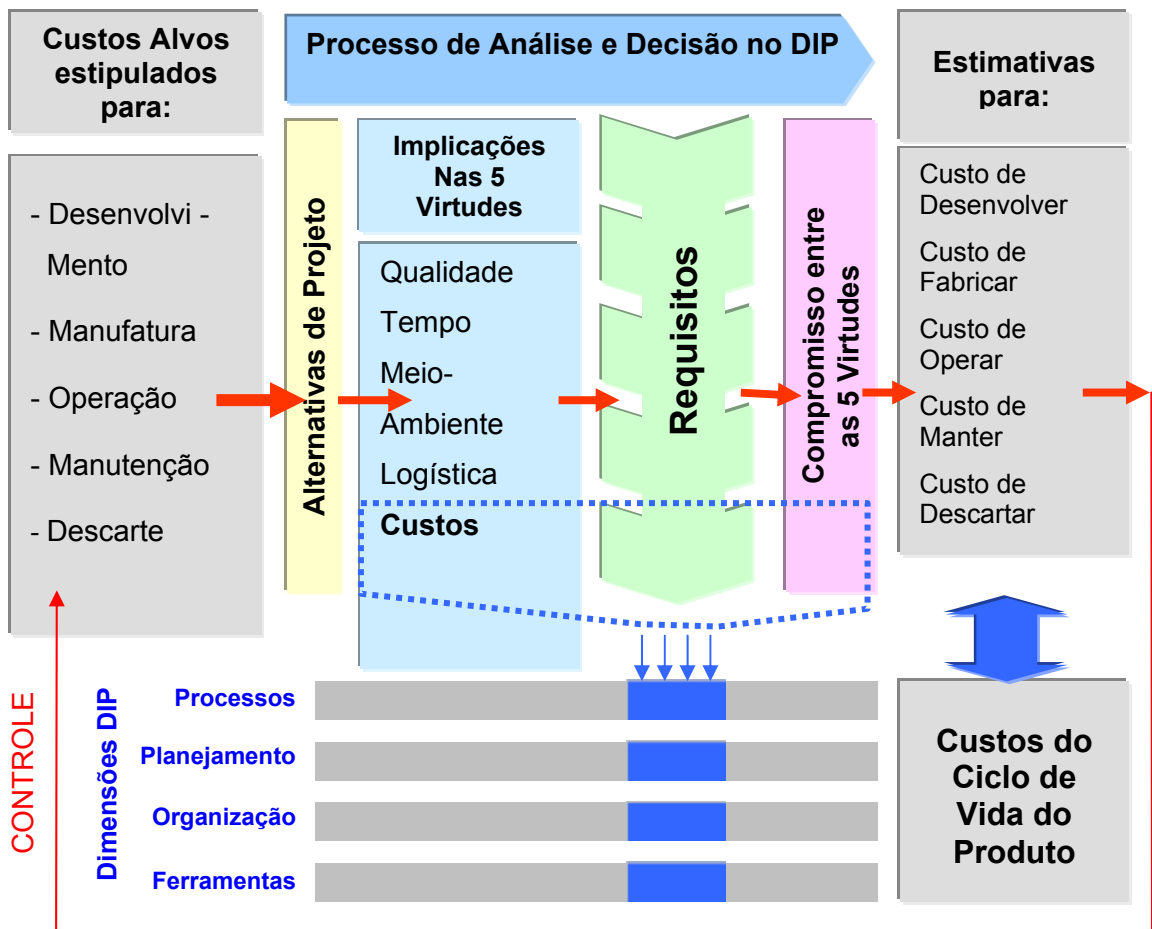 Custos Alvos
estipulados
para:
Processo de Análise e Decisão no DIP
Estimativas
para:
- Desenvolvi -
Mento
- Manufatura
- Operação
- Manutenção
- Descarte
Alternativas de Projeto
Implicações
Nas 5
Virtudes
Qualidade
Tempo
Meio-
Ambiente
Logística
Custos
Requisitos
Compromisso entre
as 5 Virtudes
Custo de
Desenvolver
Custo de
Fabricar
Custo de
Operar
Custo de
Manter
Custo de
Descartar
CONTROLE
Dimensões DIP
Processos
Planejamento
Organização
Ferramentas
Custos do
Ciclo de
Vida do
Produto